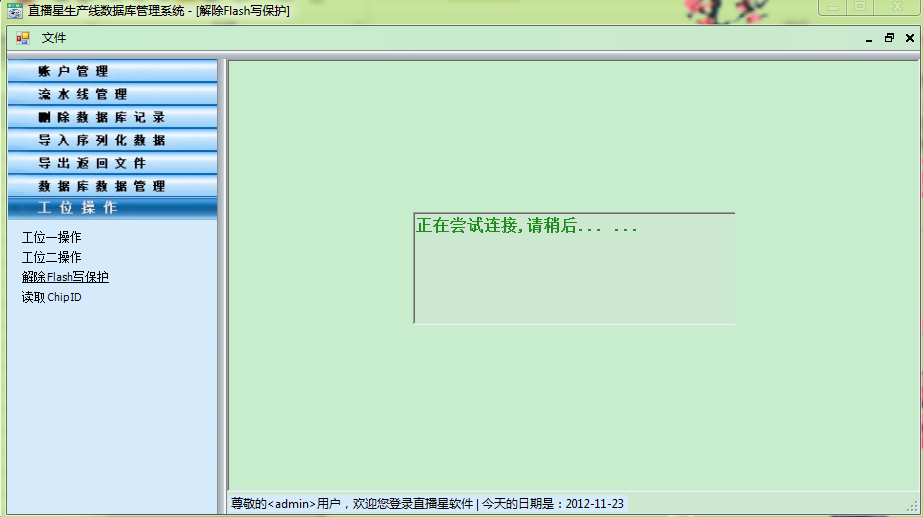 直播星生产线数据库管理系统 - [解除Flash写保护]
文件
账户管理
流水线管理
删除数据库记录
导入序列化数据
导出返回文件
数据库数据管理
工位操作
工位一操作
工位二操作
解除Flash写保护
读取ChipID
正在尝试连接,请稍后... ...
尊敬的<admin>用户，欢迎您登录直播星软件 | 今天的日期是：2012-11-23